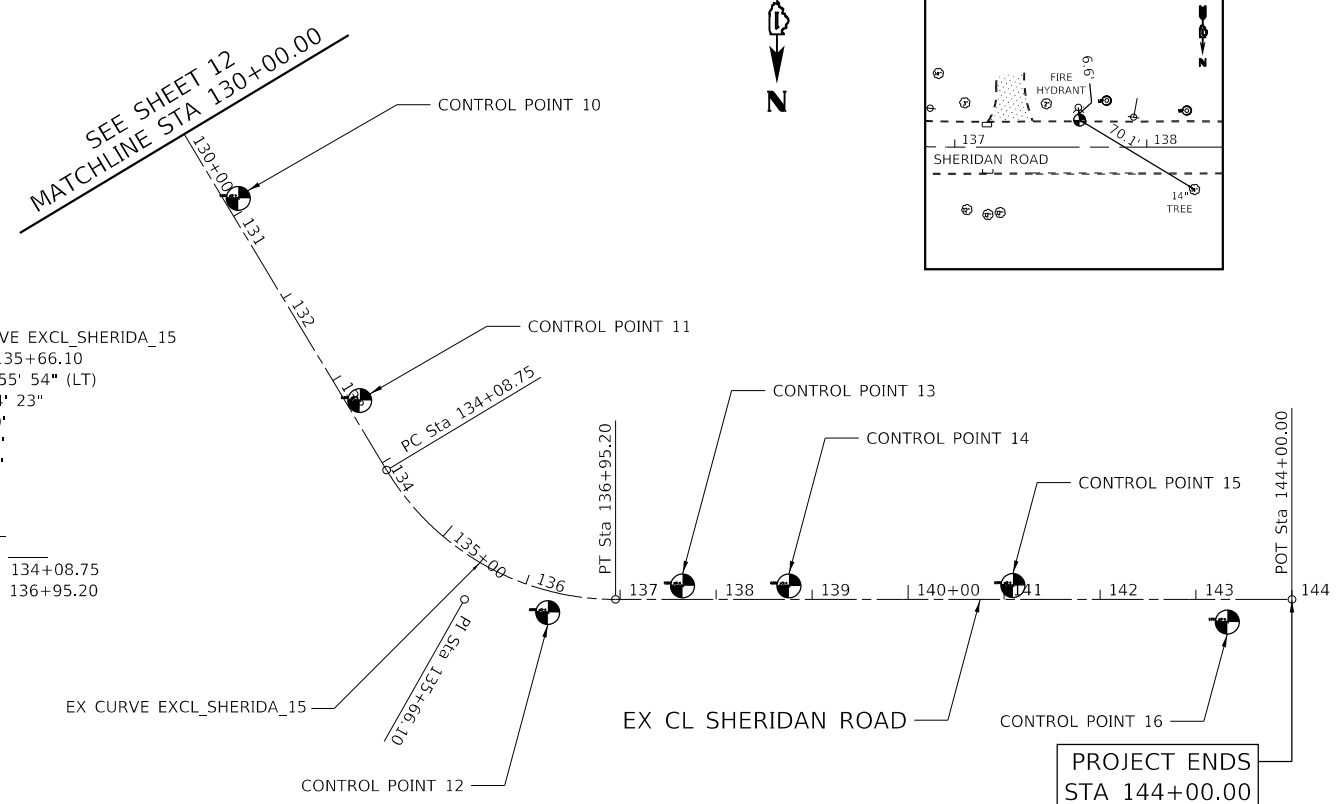 SEE SHEET 12
MATCHLINE STA 130+00.00
130+00
131
132
134
CONTROL POINT 10
N
CONTROL POINT 11
PC Sta 134+08.75
VE EXCL_SHERIDA_15
135+66.10
55' 54" (LT)
' 23"
134+08.75
136+95.20
FIRE
HYDRANT
6.6'
70.1'
137
138
SHERIDAN ROAD
14"
TREE
N
CONTROL POINT 13
CONTROL POINT 14
CONTROL POINT 15
PT Sta 136+95.20
POT Sta 144+00.00
135+00
136
137
138
139
140+00
141
142
143
144
PI Sta 135+66.10
EX CURVE EXCL_SHERIDA_15
CONTROL POINT 12
EX CL SHERIDAN ROAD
CONTROL POINT 16
PROJECT ENDS
STA 144+00.00